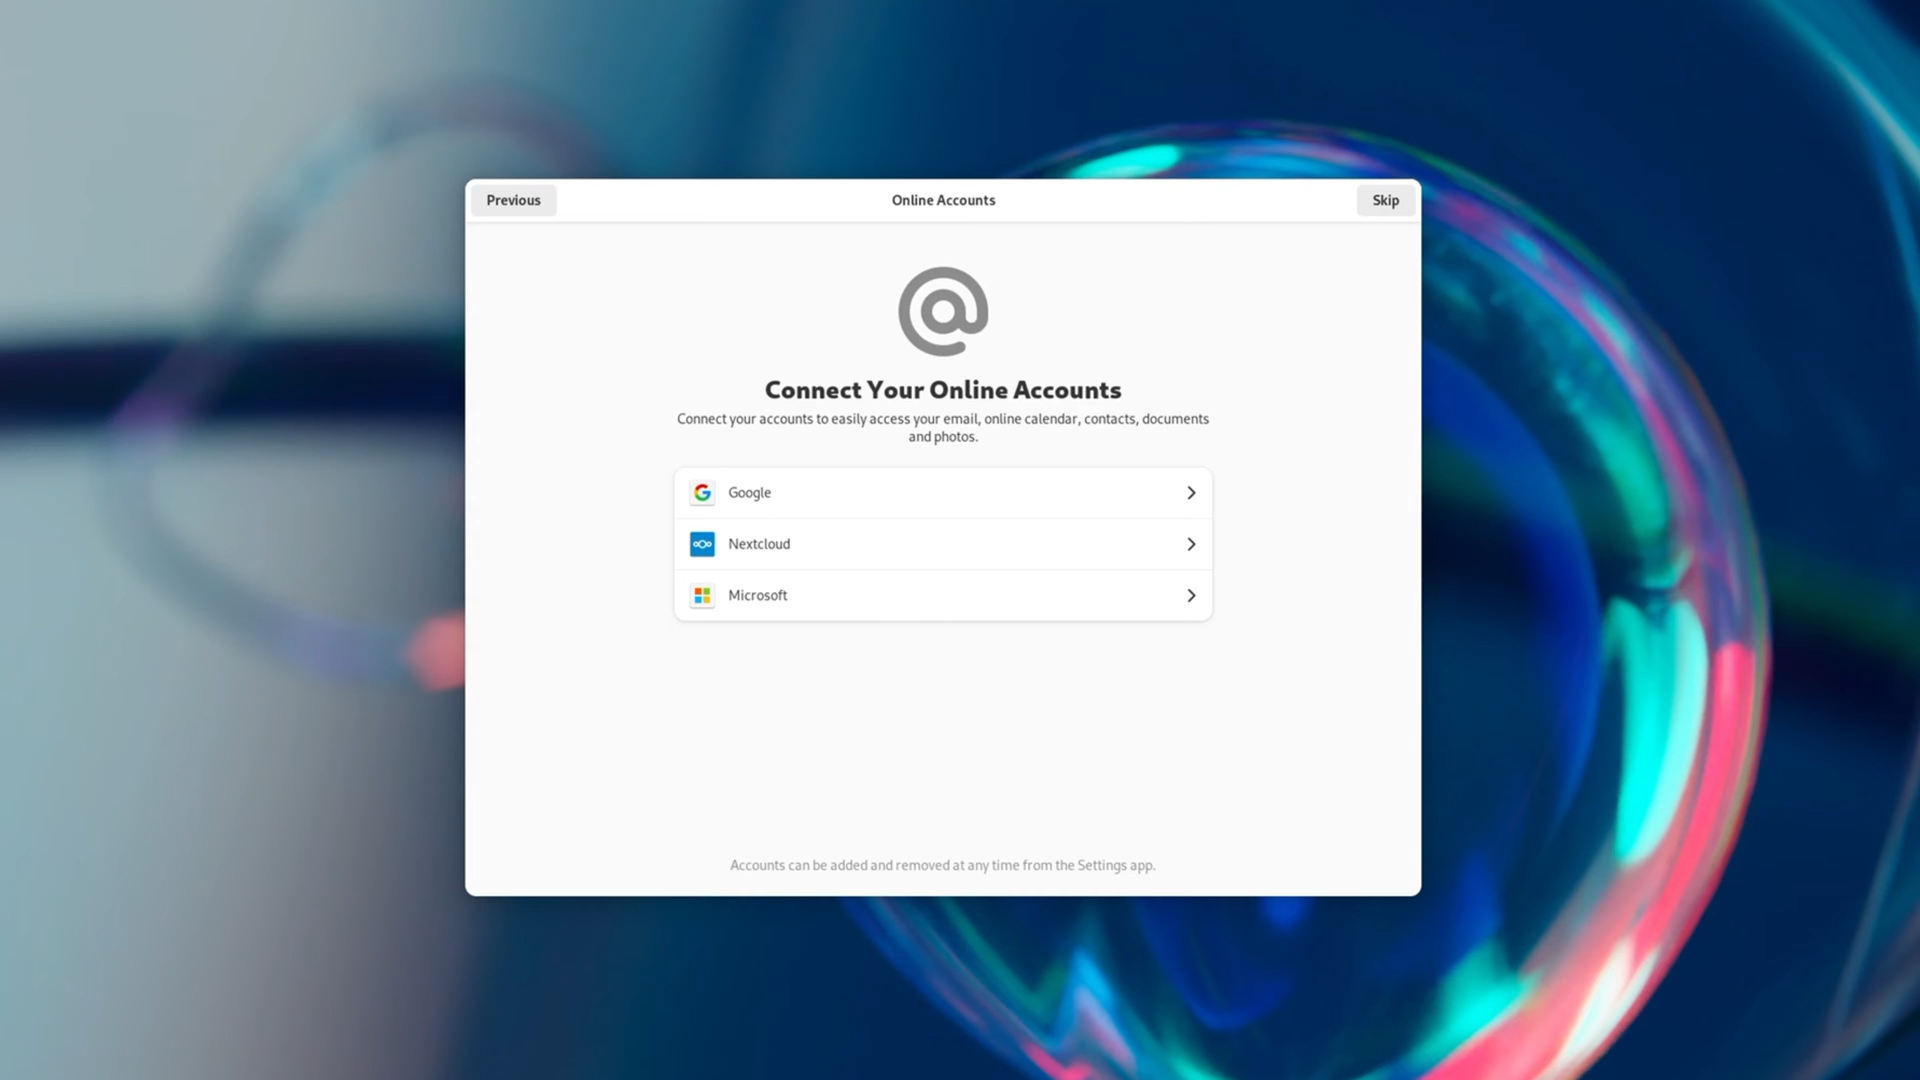 Previous
Online Accounts
Skip
Connect Your Online Accounts
Connect your accounts to easily access your email, online calendar, contacts, documents
and photos.
Google
Nextcloud
Microsoft
Accounts can be added and removed at any time from the Settings app.